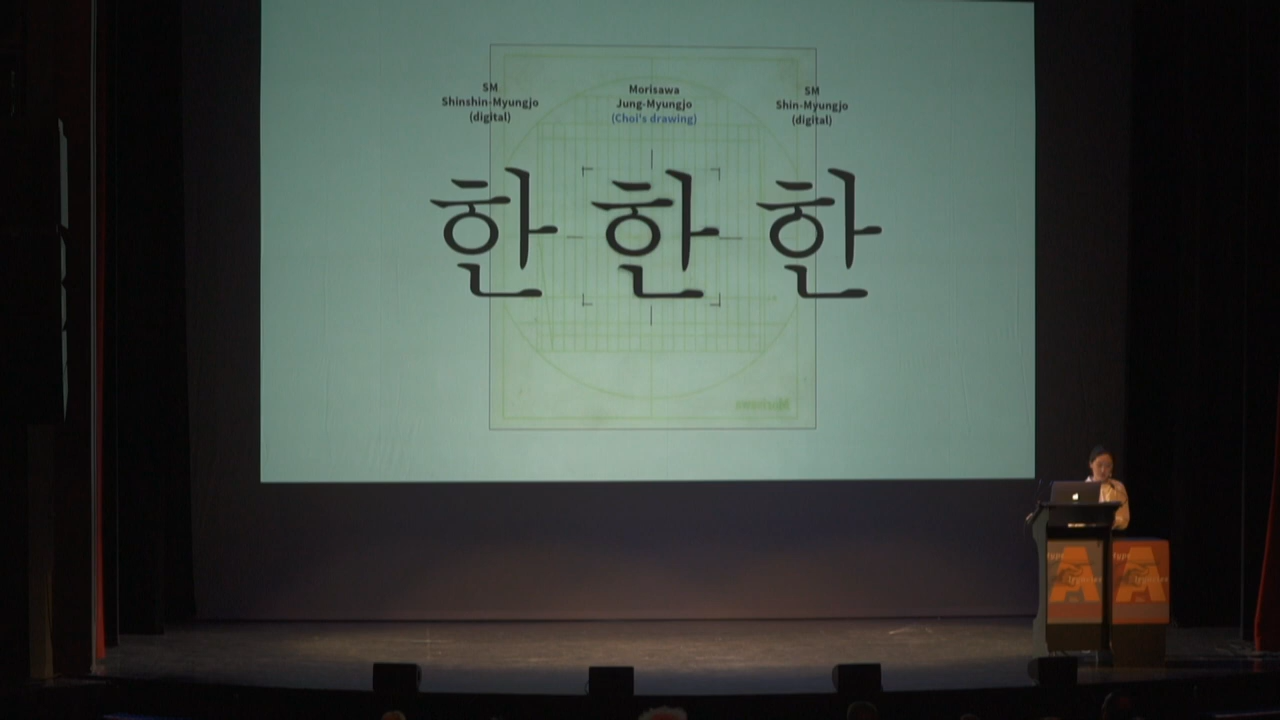 SM
Shinshin-Myungjo
(digital)
Morisawa
Jung-Myungjo
(Choi's drawing)
SM
Shin-Myungjo
(digital)
한 한 한